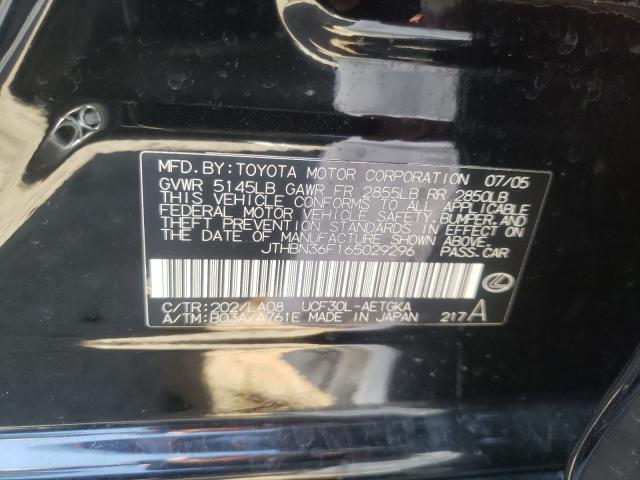 MFD. BY: TOYOTA MOTOR CORPORATION 07/05
GVWR 5145LB GAWR FR 2855LB RR 2850LB
THIS VEHICLE CONFORMS TO ALL APPLICABLE
FEDERAL MOTOR VEHICLE SAFETY, BUMPER, AND
THEFT PREVENTION STANDARDS IN EFFECT ON
THE DATE OF MANUFACTURE SHOWN ABOVE.
JTHBN36F165029296 PASS. CAR
C/TR: 202/LA08 UCF30L-AETGKA
A/TM: B03A/A761E MADE IN JAPAN 217A